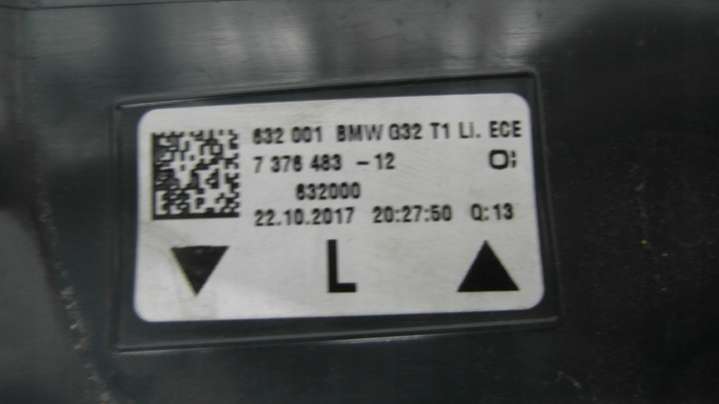 632 001 BMW G32 T1 LI. ECE
7 376 483 -12 O;
632000
22.10.2017 20:27:50 Q:13
L